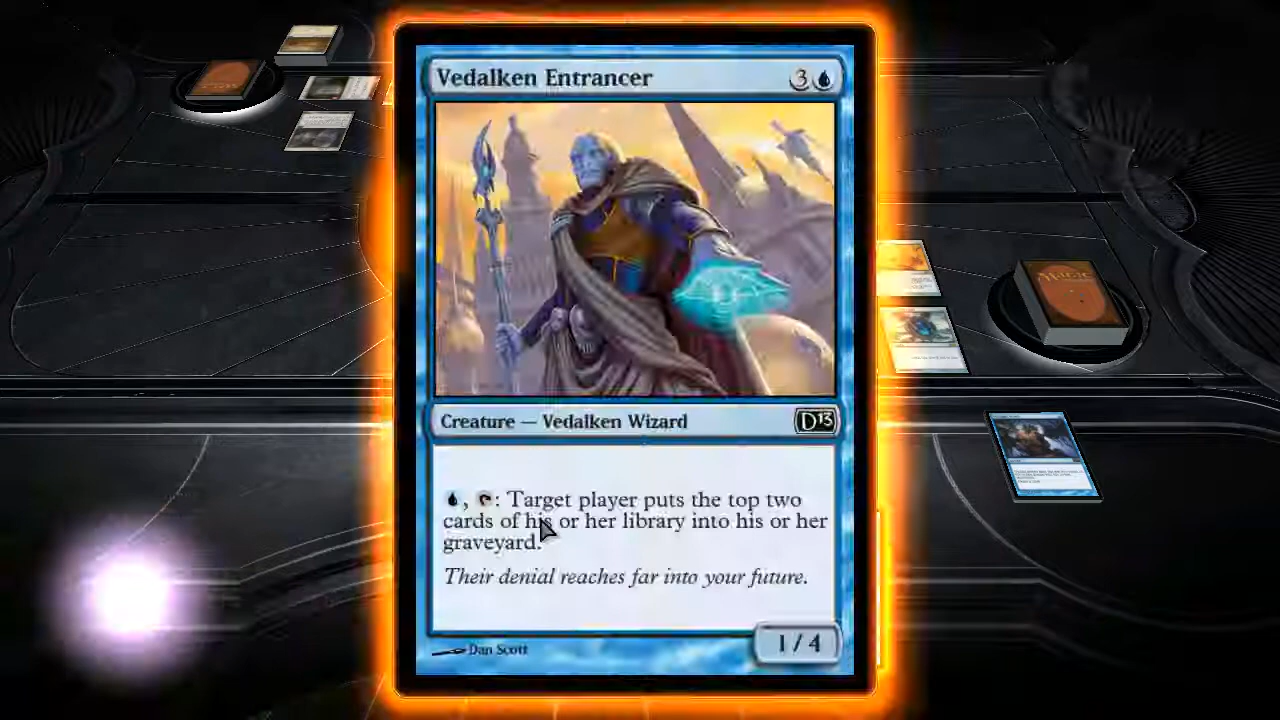 Vedalken Entrancer 3
Creature — Vedalken Wizard D13
, : Target player puts the top two
cards of his or her library into his or her
graveyard.
Their denial reaches far into your future.
1 / 4
Dan Scott
Magic